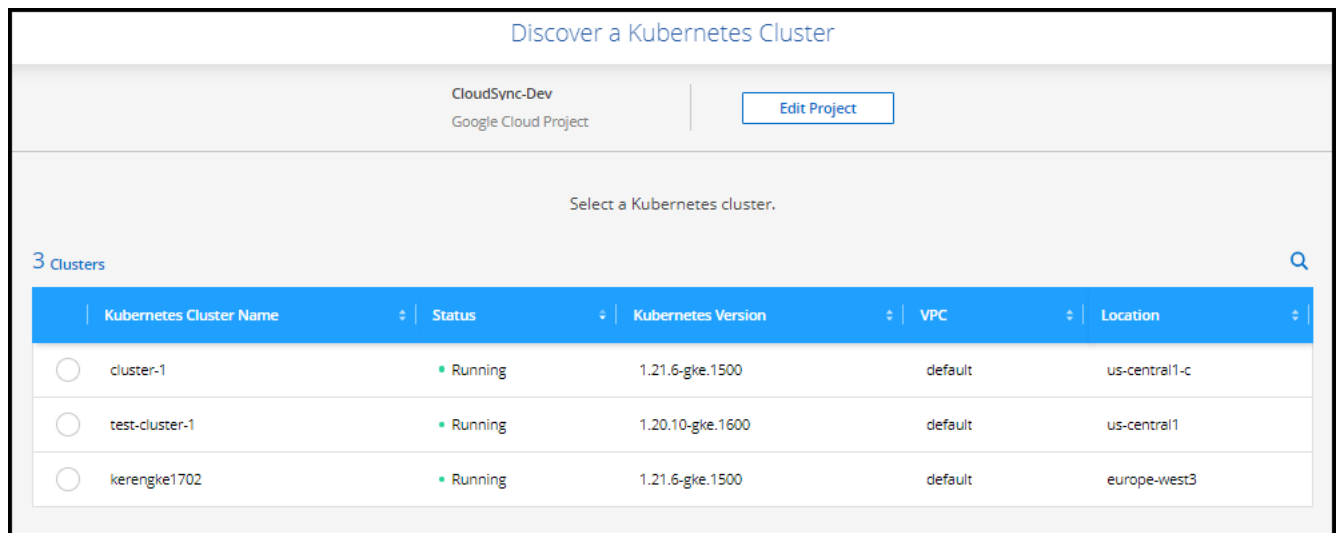 Discover a Kubernetes Cluster
CloudSync-Dev
Google Cloud Project
Edit Project
Select a Kubernetes cluster.
3 Clusters
Kubernetes Cluster Name Status Kubernetes Version VPC Location
cluster-1 Running 1.21.6-gke.1500 default us-central1-c
test-cluster-1 Running 1.20.10-gke.1600 default us-central1
kerengke1702 Running 1.21.6-gke.1500 default europe-west3